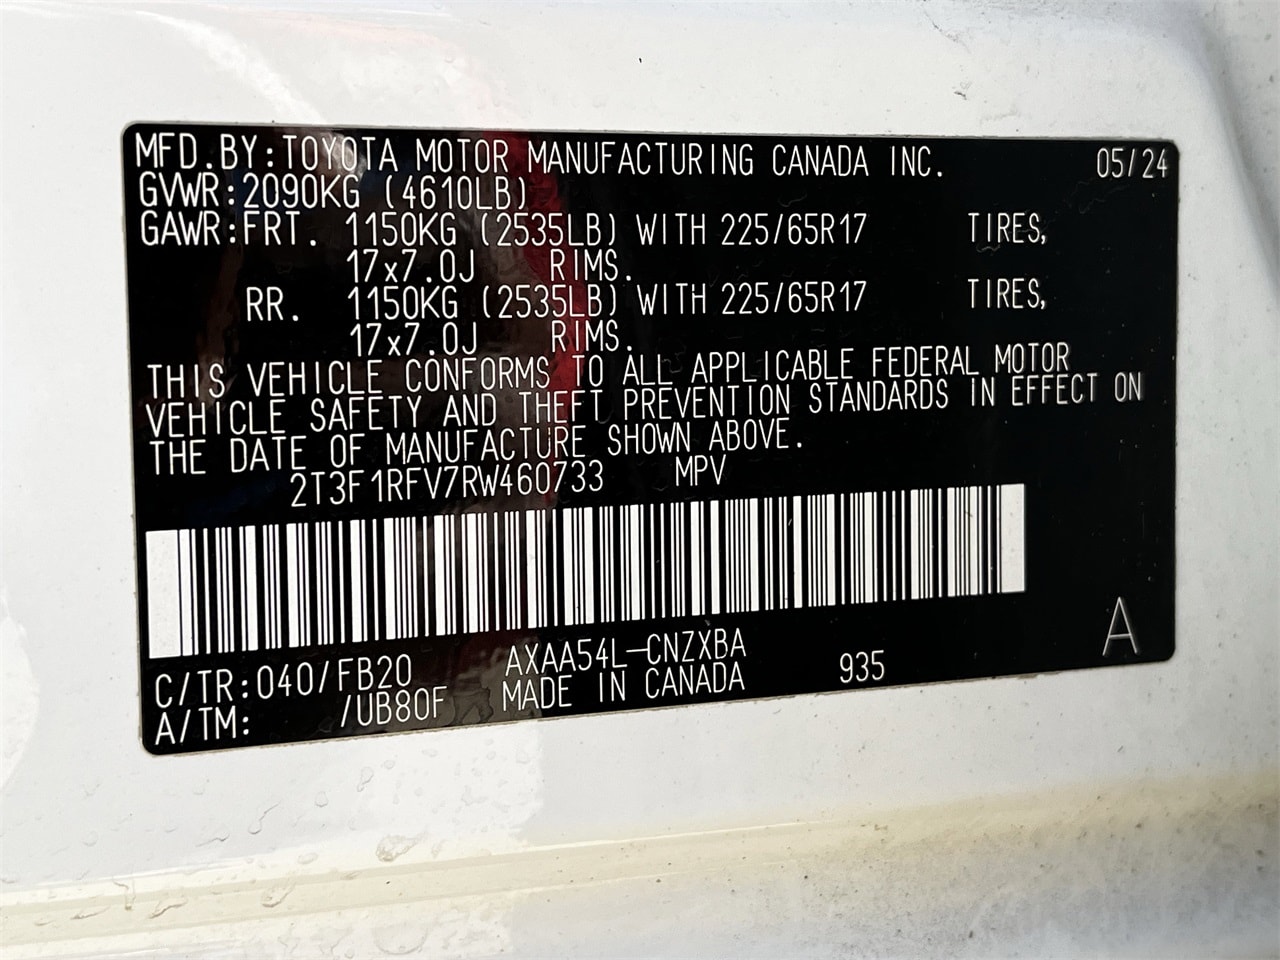 MFD.BY:TOYOTA MOTOR MANUFACTURING CANADA INC. 05/24
GVWR:2090KG (4610LB)
GAWR:FRT. 1150KG (2535LB) WITH 225/65R17 TIRES,
17x7.0J RIMS.
RR. 1150KG (2535LB) WITH 225/65R17 TIRES,
17x7.0J RIMS.
THIS VEHICLE CONFORMS TO ALL APPLICABLE FEDERAL MOTOR
VEHICLE SAFETY AND THEFT PREVENTION STANDARDS IN EFFECT ON
THE DATE OF MANUFACTURE SHOWN ABOVE.
2T3F1RFV7RW460733 MPV
C/TR:040/FB20 AXAA54L-CNZXBA 935 A
A/TM: /UB80F MADE IN CANADA